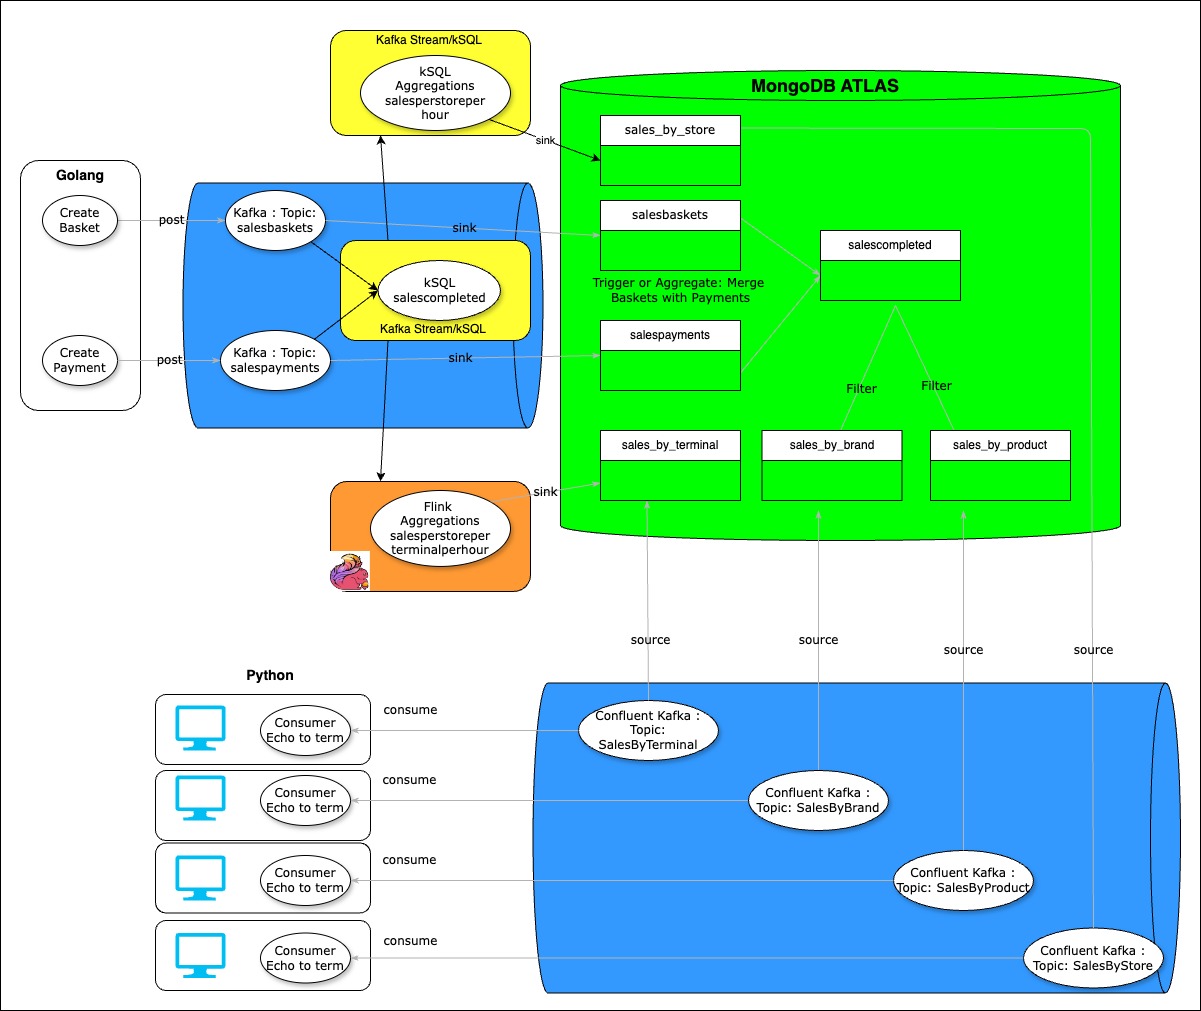 Kafka Stream/kSQL
kSQL
Aggregations
salesperstoreper
hour
sink
MongoDB ATLAS
sales_by_store
Golang
Create
Basket
post
Kafka : Topic:
salesbaskets
sink
salesbaskets
salescompleted
kSQL
salescompleted
Kafka Stream/kSQL
Trigger or Aggregate: Merge
Baskets with Payments
Create
Payment
post
Kafka : Topic:
salespayments
sink
salespayments
Filter
Filter
sales_by_terminal
sales_by_brand
sales_by_product
Flink
Aggregations
salesperstoreper
terminalperhour
sink
source
source
source
source
Python
Consumer
Echo to term
consume
Confluent Kafka :
Topic:
SalesByTerminal
Consumer
Echo to term
consume
Confluent Kafka :
Topic: SalesByBrand
Consumer
Echo to term
consume
Confluent Kafka :
Topic: SalesByProduct
Consumer
Echo to term
consume
Confluent Kafka :
Topic: SalesByStore